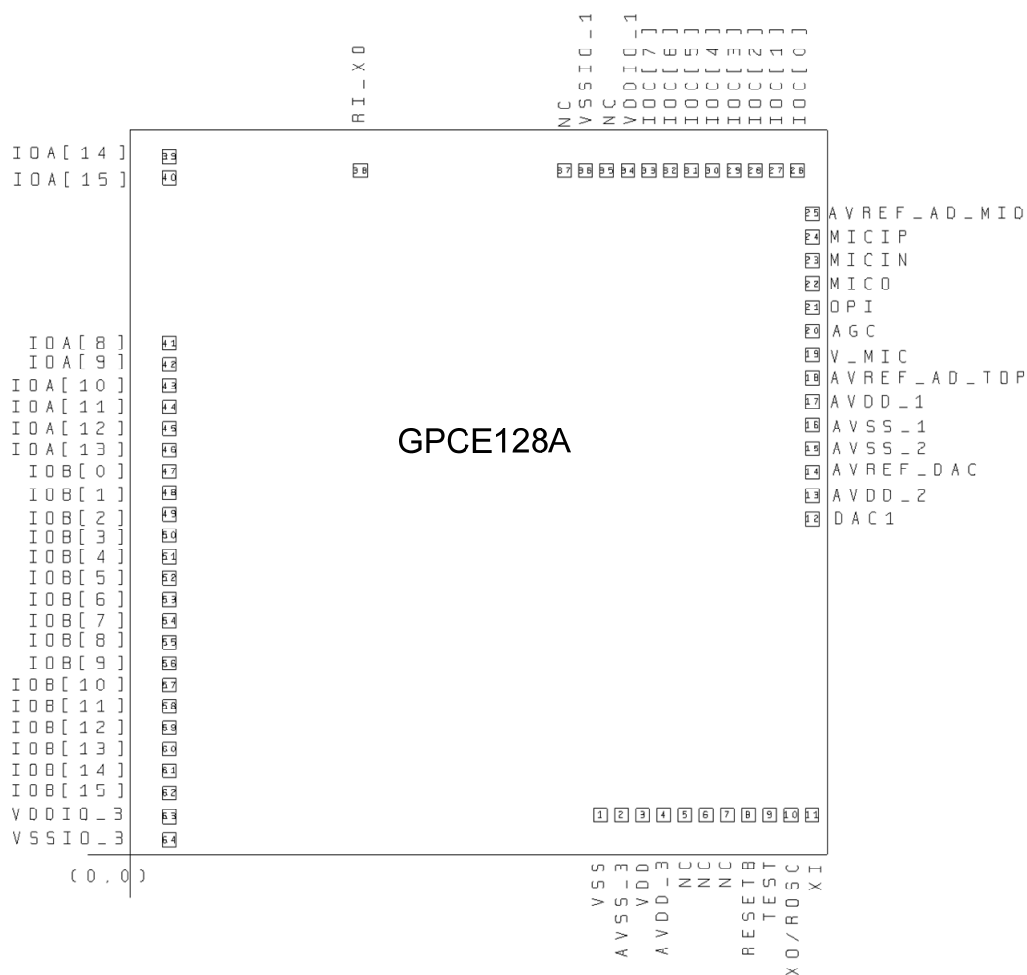 RI_XO
NC
VSSIO_1
NC
VDDIO_1
IOC[7]
IOC[6]
IOC[5]
IOC[4]
IOC[3]
IOC[2]
IOC[1]
IOC[0]
38
37 36 35 34 33 32 31 30 29 28 27 26
IOA[14] 39
IOA[15] 40
25 AVREF_AD_MID
24 MICIP
23 MICIN
22 MICO
21 OPI
20 AGC
19 V_MIC
18 AVREF_AD_TOP
17 AVDD_1
16 AVSS_1
15 AVSS_2
14 AVREF_DAC
13 AVDD_2
12 DAC1
IOA[8] 41
IOA[9] 42
IOA[10] 43
IOA[11] 44
IOA[12] 45
IOA[13] 46
IOB[0] 47
IOB[1] 48
IOB[2] 49
IOB[3] 50
IOB[4] 51
IOB[5] 52
IOB[6] 53
IOB[7] 54
IOB[8] 55
IOB[9] 56
IOB[10] 57
IOB[11] 58
IOB[12] 59
IOB[13] 60
IOB[14] 61
IOB[15] 62
VDDIO_3 63
VSSIO_3 64
GPCE128A
1 2 3 4 5 6 7 8 9 10 11
(0,0)
VSS
AVSS_3
VDD
AVDD_3
NC
NC
NC
RESETB
TEST
XO/ROSC
XI